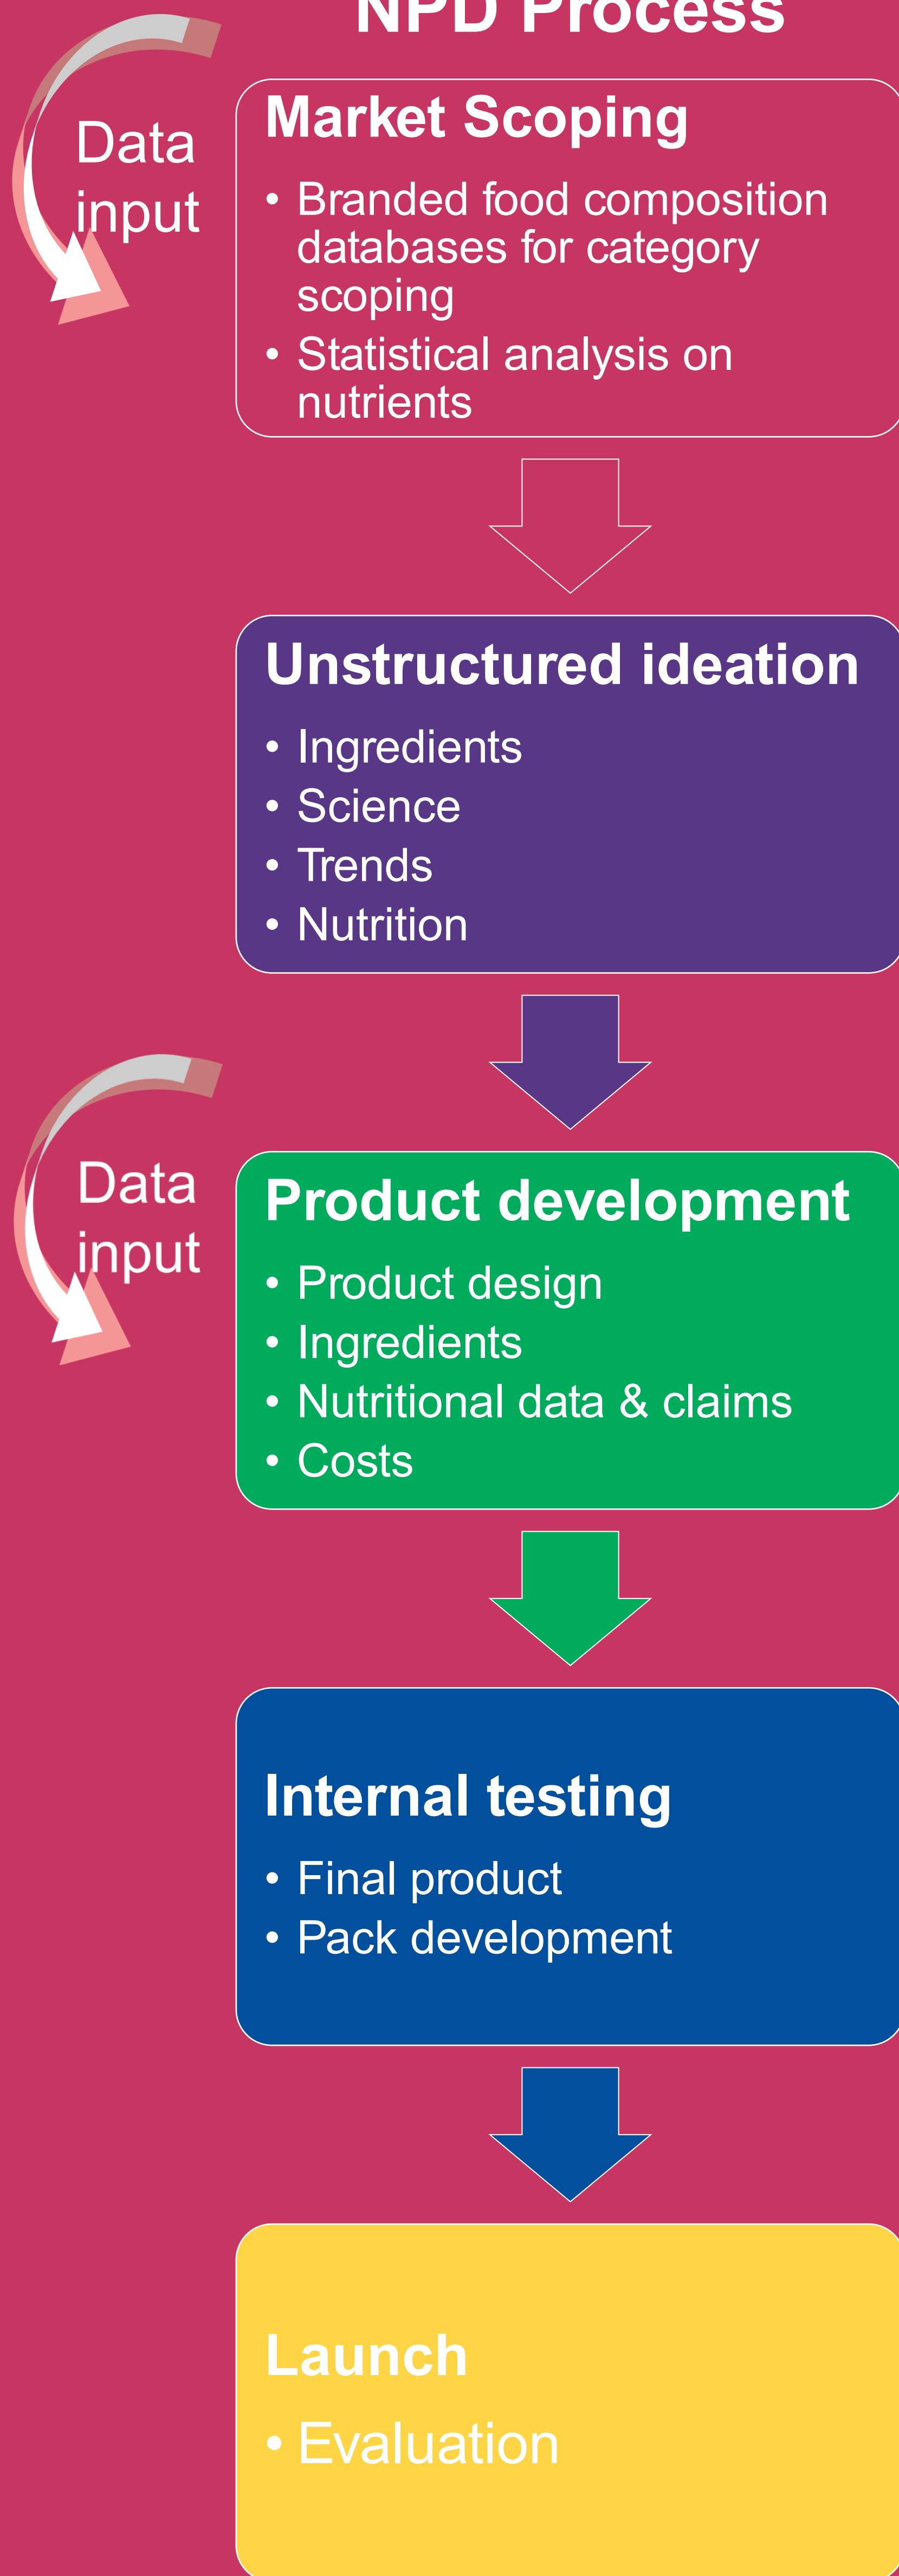 NPD Process
Data
input
Market Scoping
• Branded food composition
databases for category
scoping
• Statistical analysis on
nutrients
Unstructured ideation
• Ingredients
• Science
• Trends
• Nutrition
Data
input
Product development
• Product design
• Ingredients
• Nutritional data & claims
• Costs
Internal testing
• Final product
• Pack development
Launch
• Evaluation